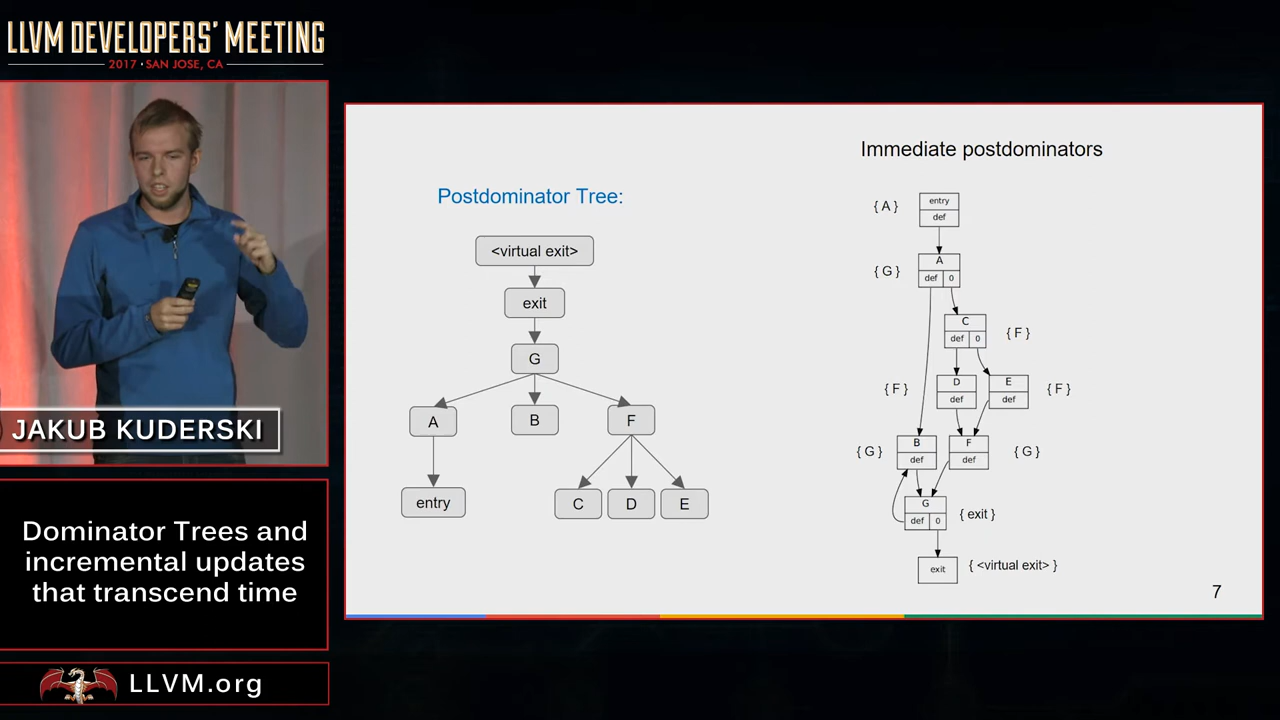 LLVM DEVELOPERS' MEETING
2017 · SAN JOSE, CA
JAKUB KUDERSKI
Dominator Trees and
incremental updates
that transcend time
LLVM.org
Postdominator Tree:
<virtual exit>
exit
G
A
B
F
entry
C
D
E
Immediate postdominators
{ A }
entry
def
{ G }
A
def 0
C
def 0
{ F }
{ F }
D
def
E
def
{ F }
{ G }
B
def
F
def
{ G }
G
def 0
{ exit }
exit
{ <virtual exit> }
7